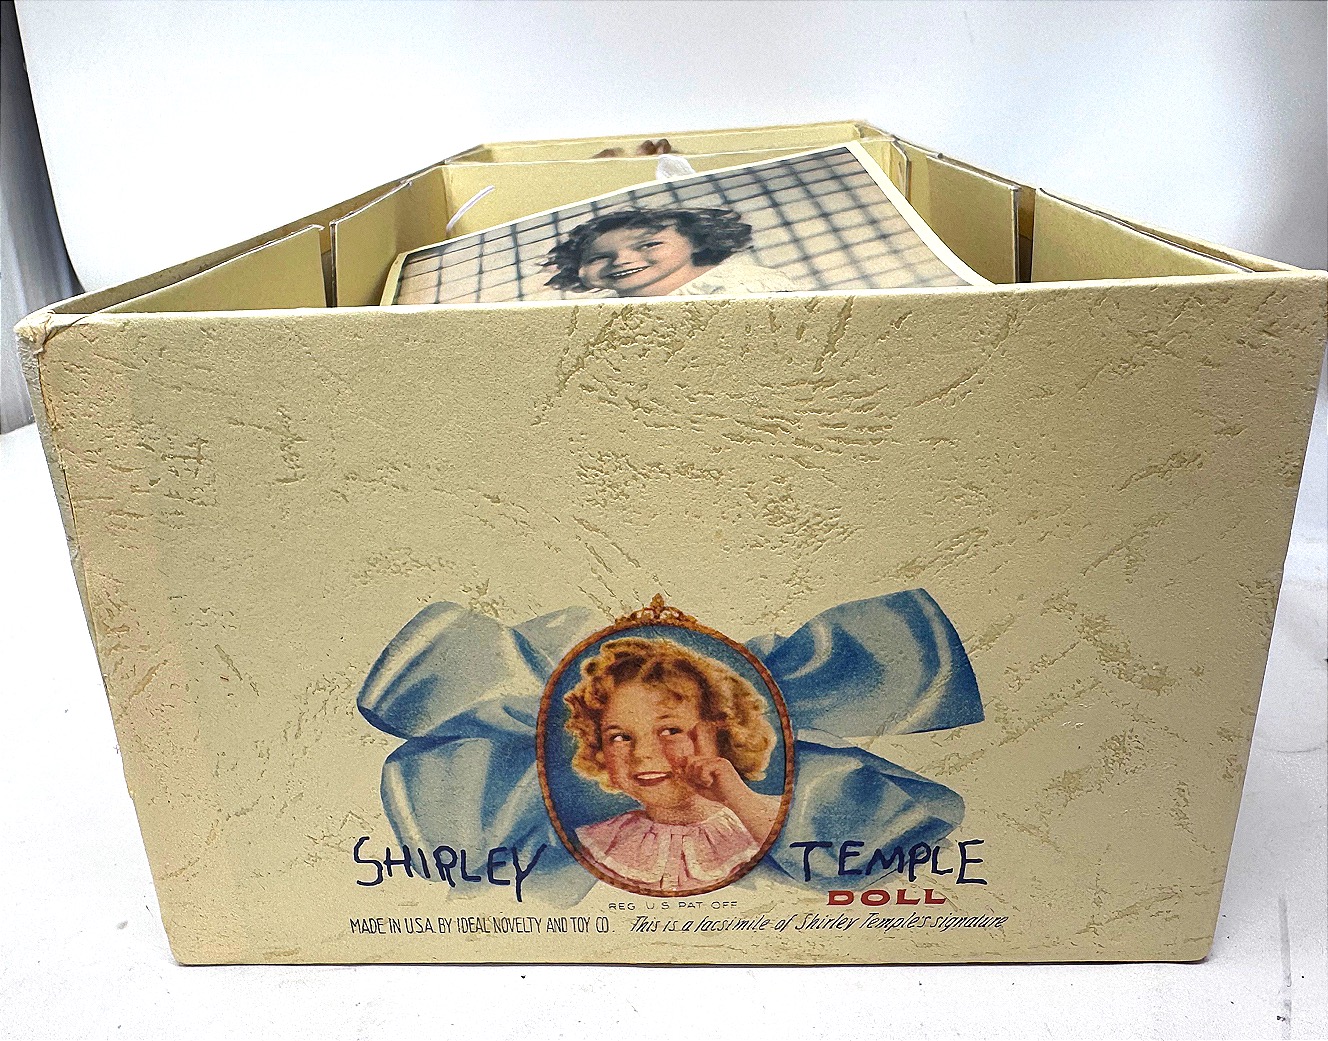 SHIRLEY TEMPLE
DOLL
REG. U.S. PAT. OFF.
MADE IN U.S.A. BY IDEAL NOVELTY AND TOY CO. This is a facsimile of Shirley Temple's signature